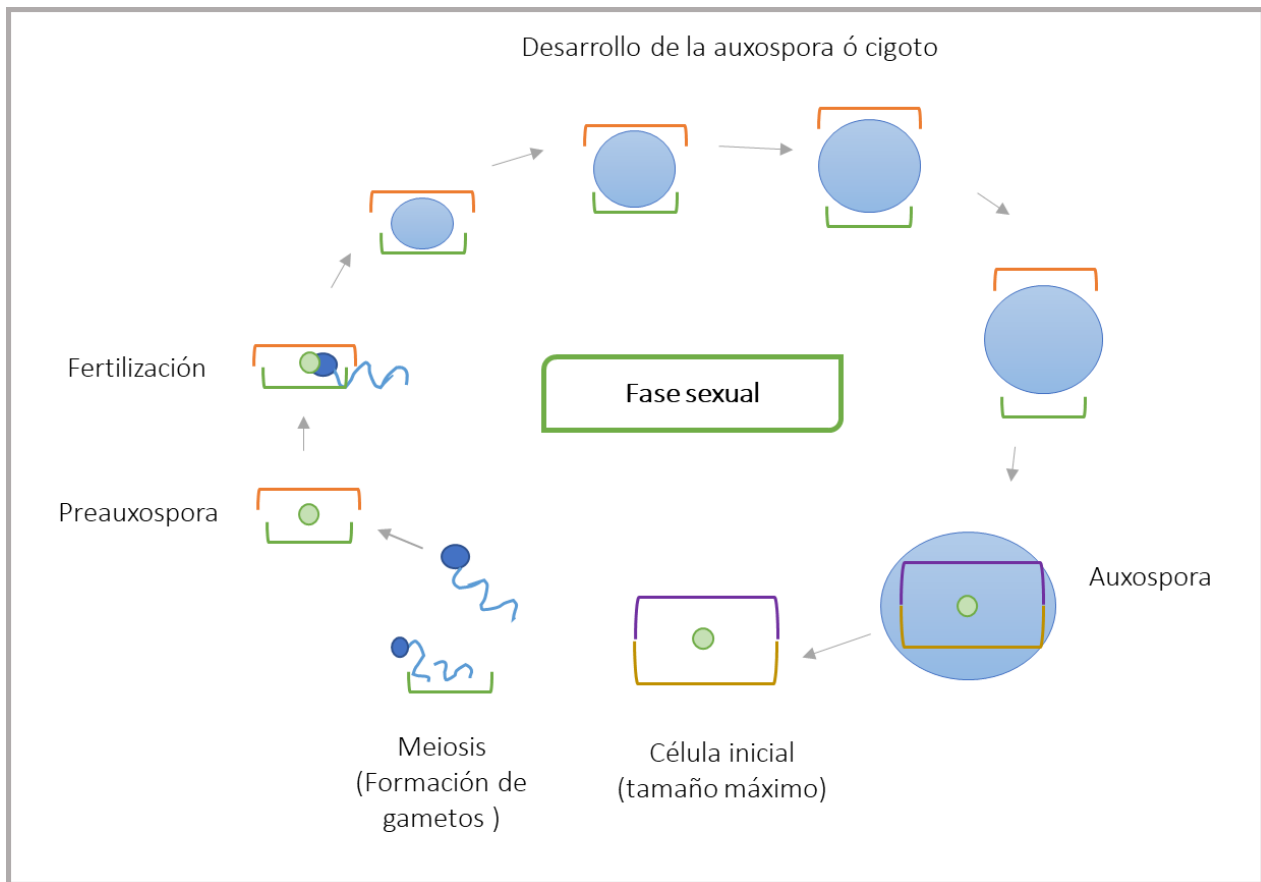 Desarrollo de la auxospora ó cigoto
Fertilización
Fase sexual
Preauxospora
Auxospora
Meiosis
(Formación de
gametos )
Célula inicial
(tamaño máximo)